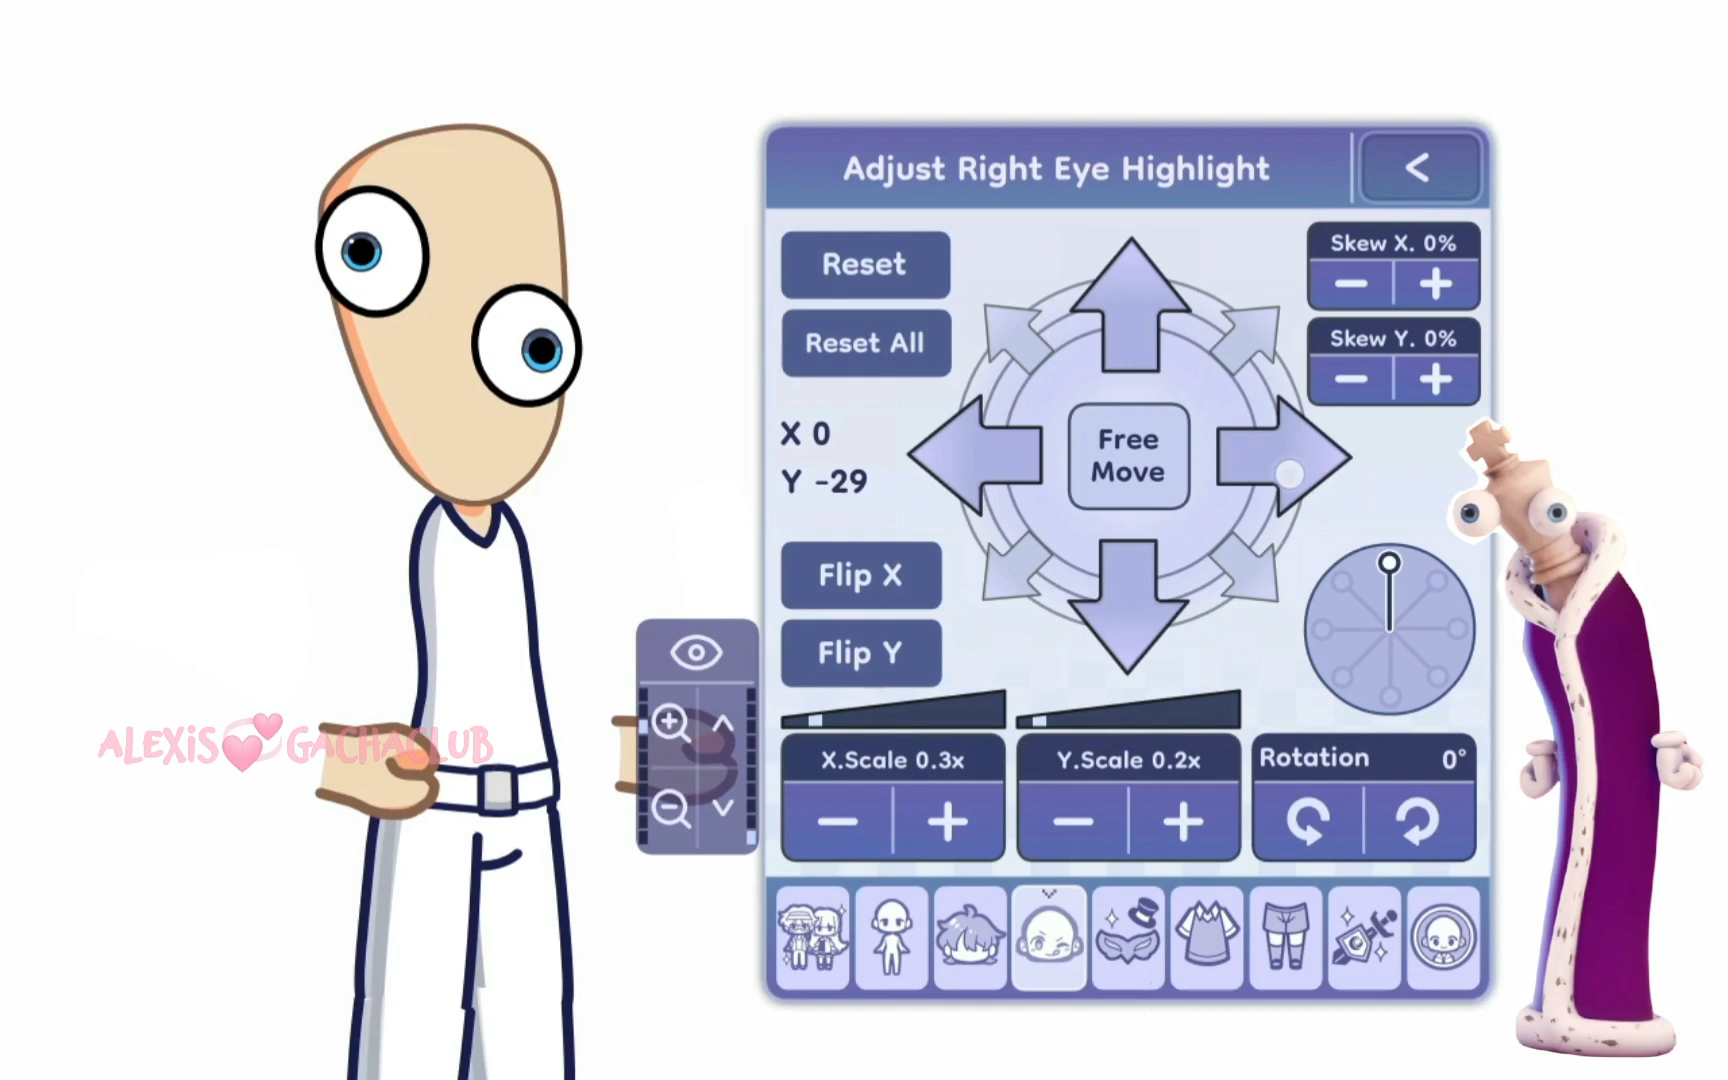 Adjust Right Eye Highlight
<
Reset
Reset All
X 0
Y -29
Free
Move
Skew X. 0%
Skew Y. 0%
Flip X
Flip Y
X.Scale 0.3x
Y.Scale 0.2x
Rotation 0°
ALEXIS GACHACLUB